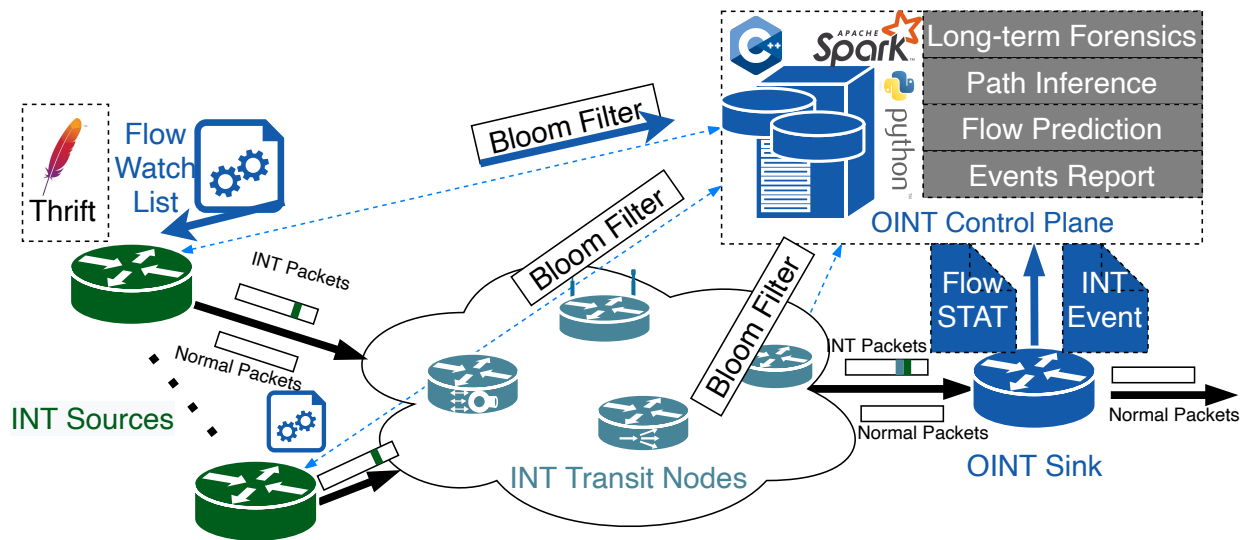 APACHE
Spark
C
++
python
Long-term Forensics
Path Inference
Flow Prediction
Events Report
OINT Control Plane
Bloom Filter
Thrift
Flow
Watch
List
Bloom Filter
Bloom Filter
INT Packets
Normal Packets
INT Sources
INT Transit Nodes
Flow
STAT
INT
Event
INT Packets
Normal Packets
OINT Sink
Normal Packets